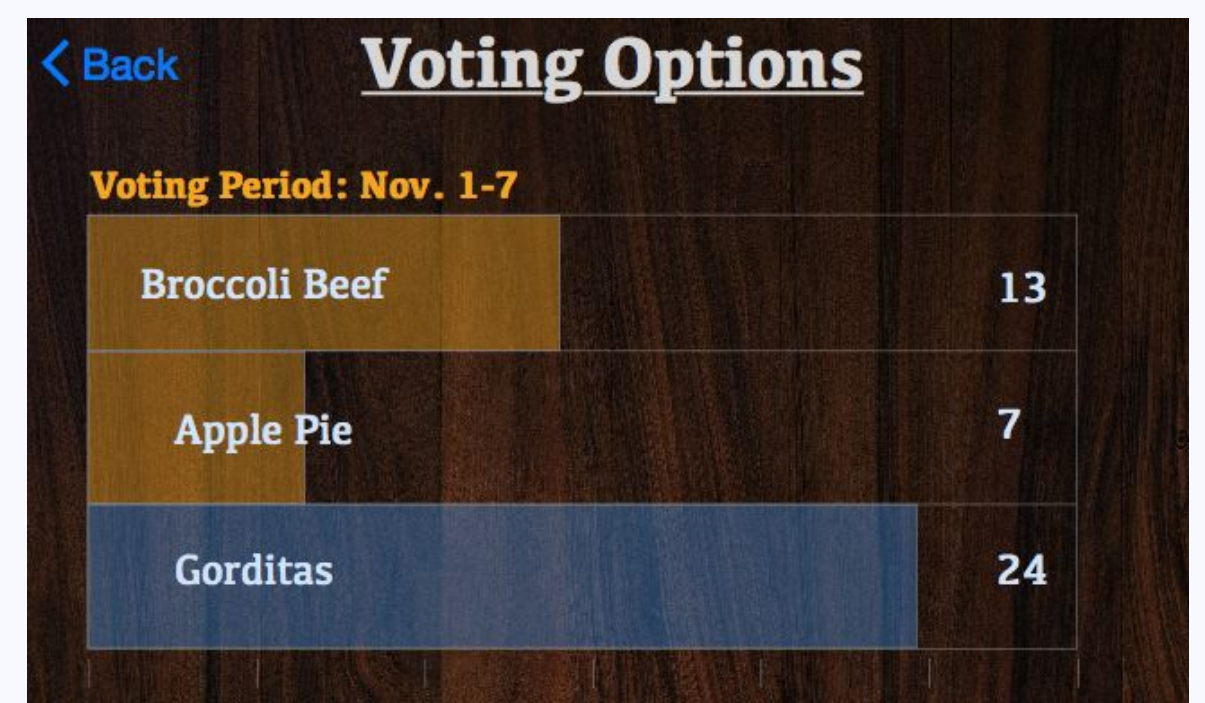 Back
Voting Options
Voting Period: Nov. 1-7
Broccoli Beef 13
Apple Pie 7
Gorditas 24